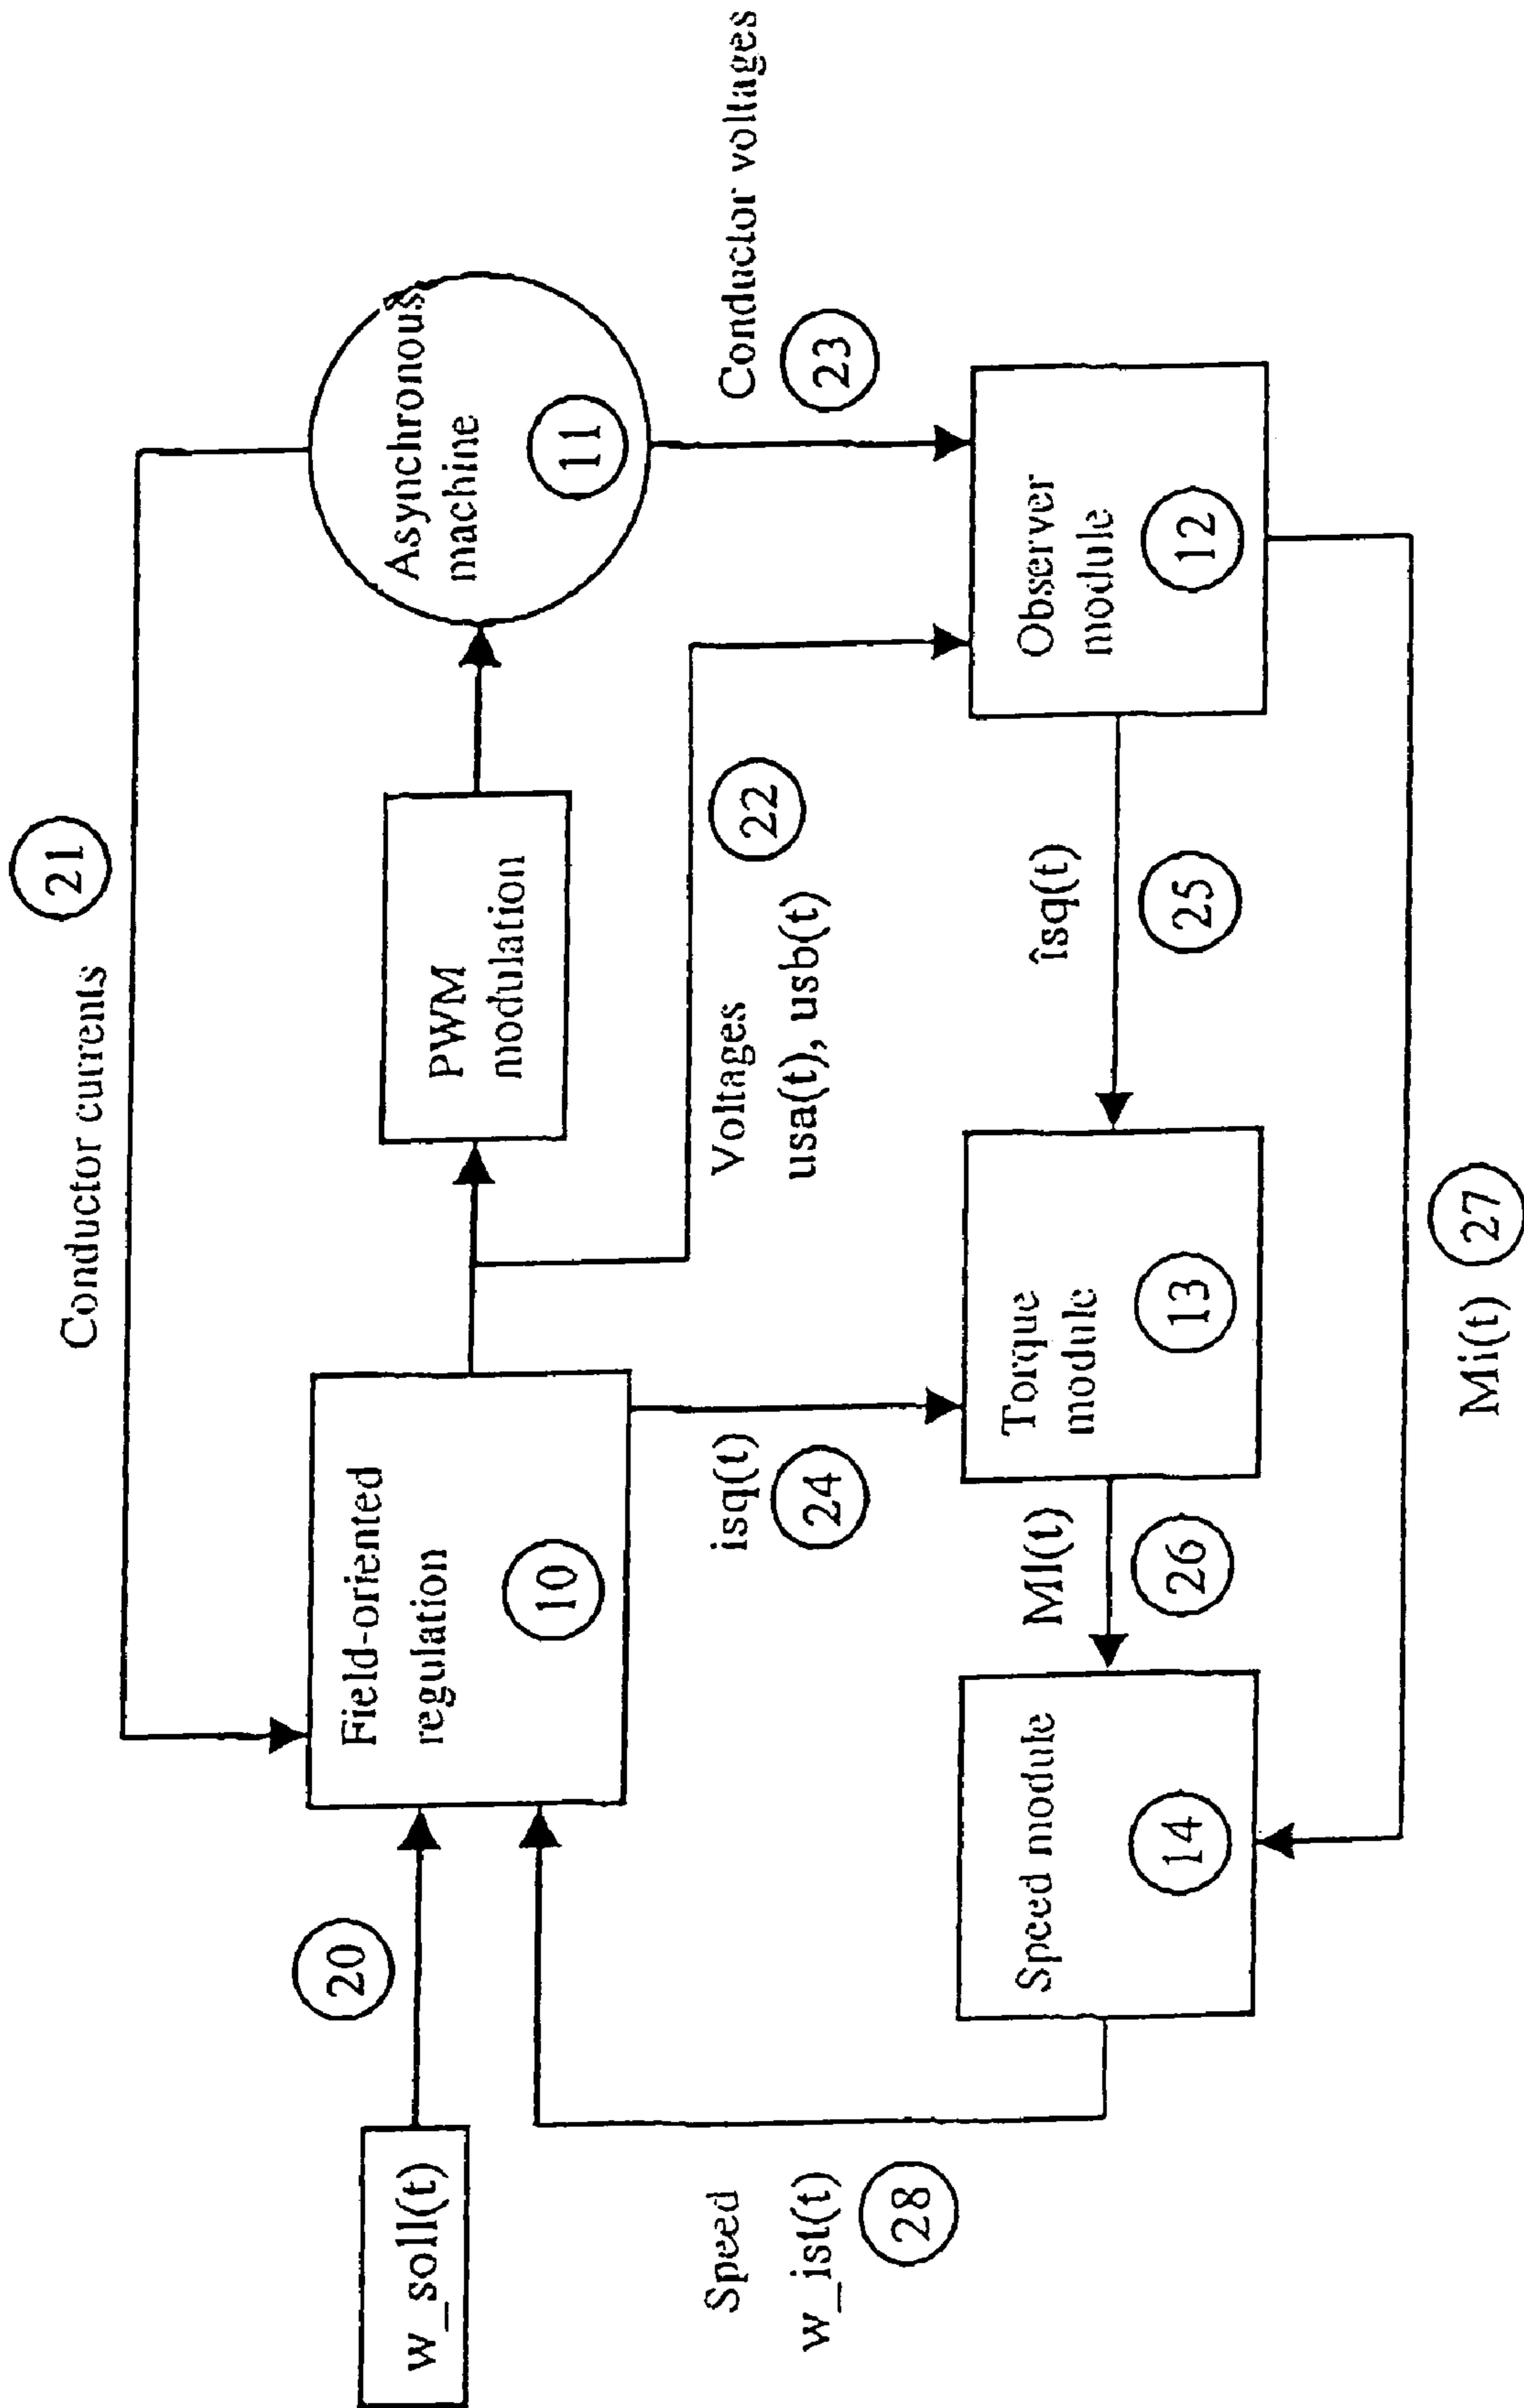 Conductor currents
21
w_soll(t)
20
Field-oriented
regulation
10
PWM
modulation
Asynchronous
machine
11
Speed
w_ist(t)
28
isq(t)
24
Voltages
usa(t), usb(t)
22
Conductor voltages
23
Speed module
14
Ml(t)
26
Torque
module
13
îsq(t)
25
Observer
module
12
Mi(t)
27